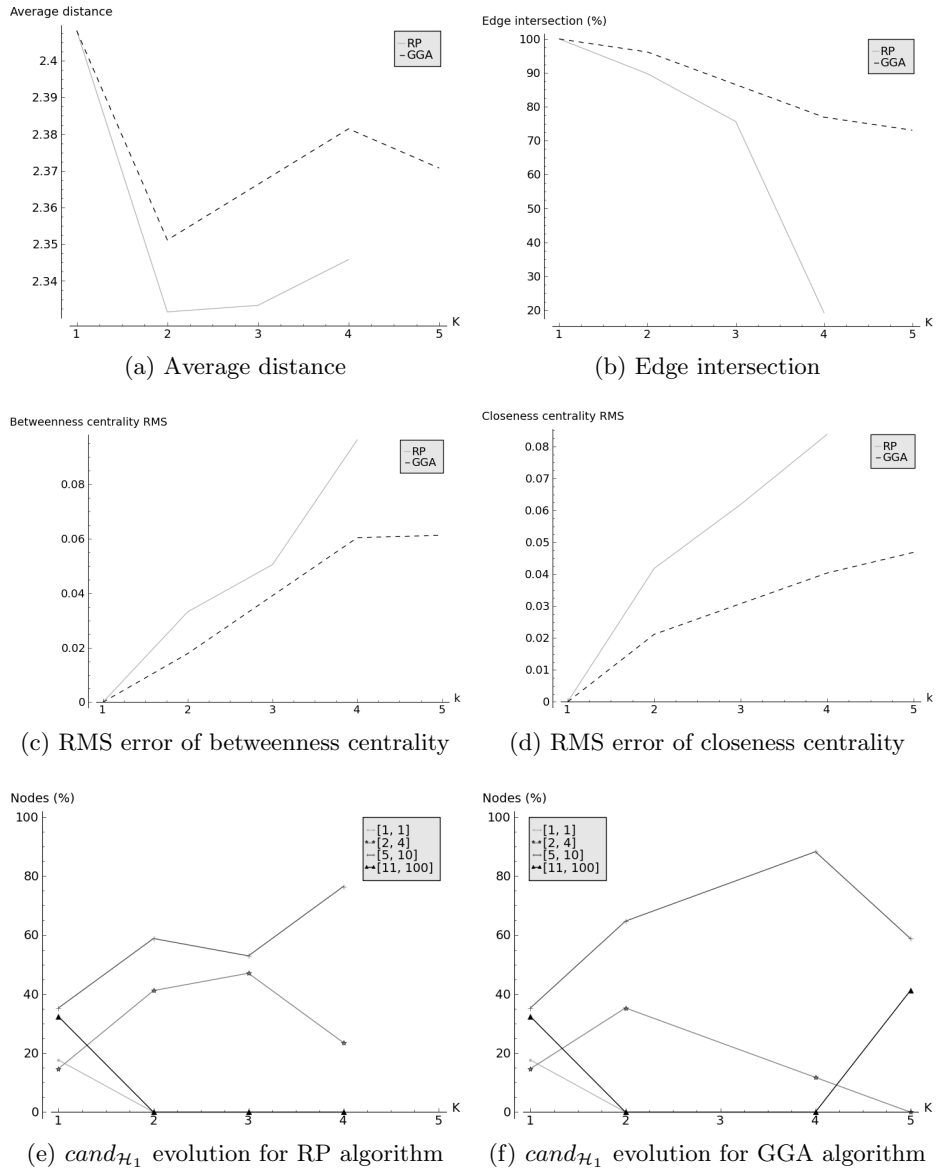 Average distance
RP
GGA
2.4
2.39
2.38
2.37
2.36
2.35
2.34
1 2 3 4 5 K
(a) Average distance
Edge intersection (%)
RP
GGA
100
90
80
70
60
50
40
30
20
1 2 3 4 5 K
(b) Edge intersection
Betweenness centrality RMS
RP
GGA
0.08
0.06
0.04
0.02
0
1 2 3 4 5 k
(c) RMS error of betweenness centrality
Closeness centrality RMS
RP
GGA
0.08
0.07
0.06
0.05
0.04
0.03
0.02
0.01
0
1 2 3 4 5 k
(d) RMS error of closeness centrality
Nodes (%)
[1, 1]
[2, 4]
[5, 10]
[11, 100]
100
80
60
40
20
0
1 2 3 4 5 K
(e) cand_{\mathcal{H}_1} evolution for RP algorithm
Nodes (%)
[1, 1]
[2, 4]
[5, 10]
[11, 100]
100
80
60
40
20
0
1 2 3 4 5 K
(f) cand_{\mathcal{H}_1} evolution for GGA algorithm